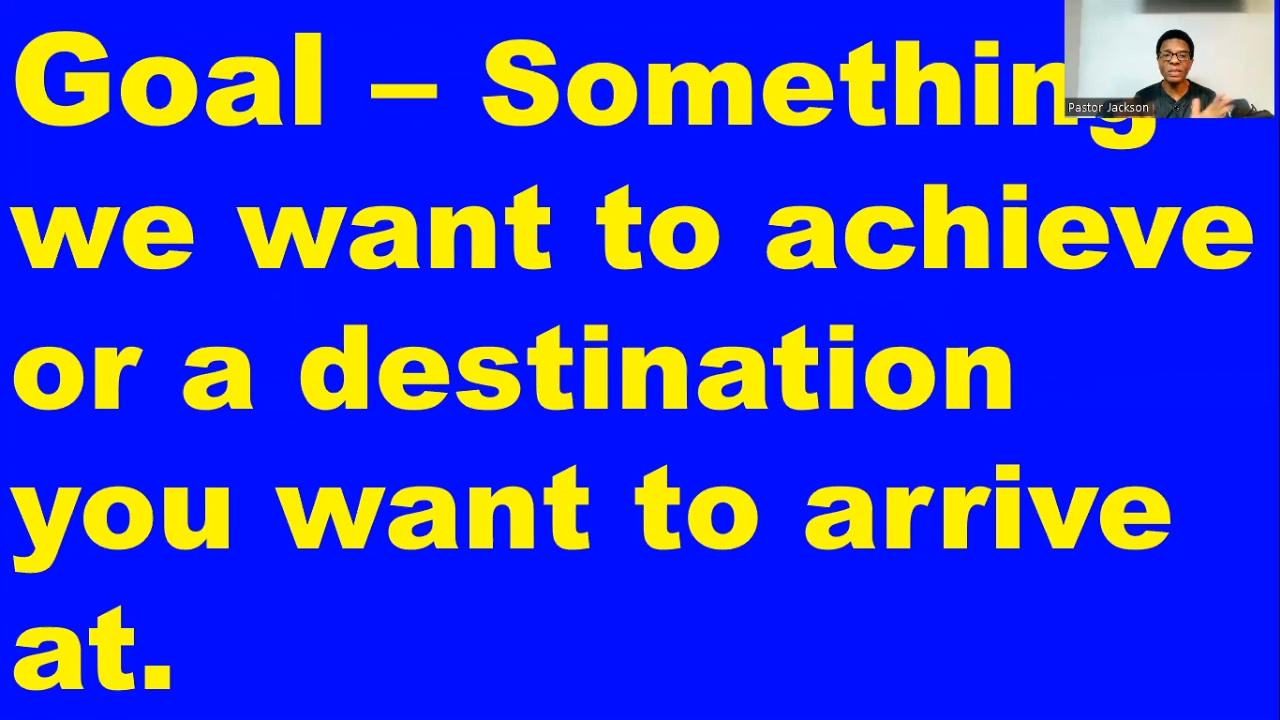 Goal – Something
we want to achieve
or a destination
you want to arrive
at.
Pastor Jackson